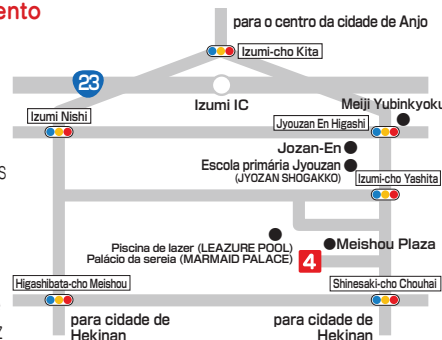 ento
para o centro da cidade de Anjo
Izumi-cho Kita
23
Izumi IC
Izumi Nishi
Meiji Yubinkyoku
Jyouzan En Higashi
Jozan-En
Escola primária Jyouzan
(JYOZAN SHOGAKKO)
S
Izumi-cho Yashita
Piscina de lazer (LEAZURE POOL)
Palácio da sereia (MARMAID PALACE)
4
Meishou Plaza
Higashibata-cho Meishou
Shinesaki-cho Chouhai
z
para cidade de
Hekinan
para cidade de
Hekinan